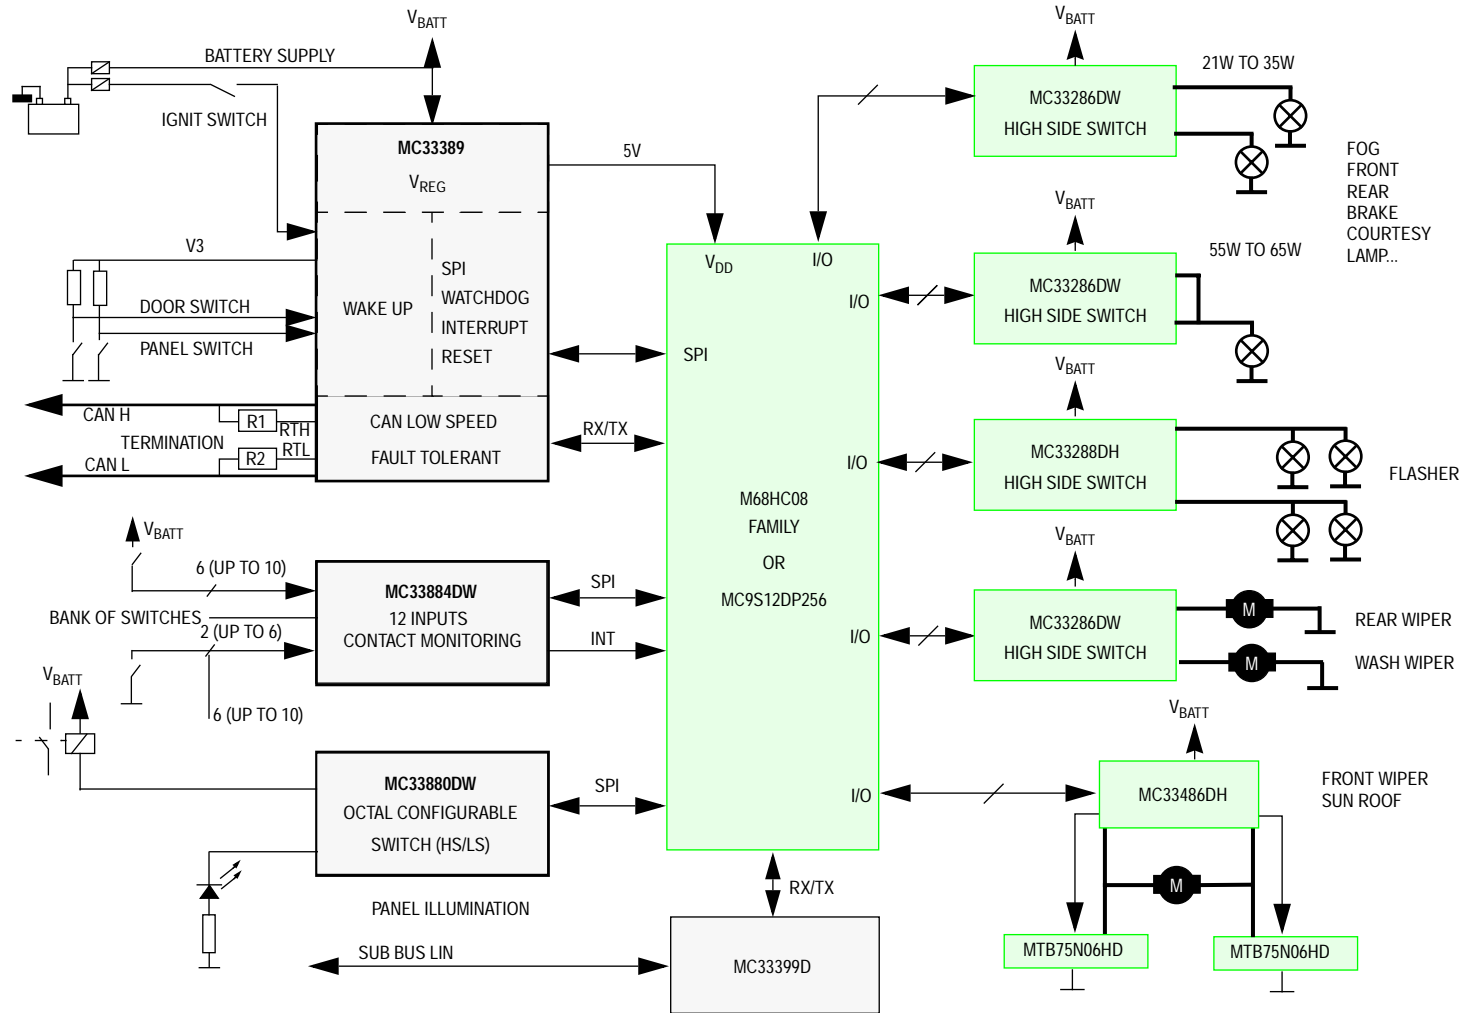 VBATT
BATTERY SUPPLY
IGNIT SWITCH
MC33389
VREG
5V
V3
WAKE UP
SPI
WATCHDOG
INTERRUPT
RESET
DOOR SWITCH
PANEL SWITCH
CAN H
R1
RTH
TERMINATION
RTL
R2
CAN L
CAN LOW SPEED
FAULT TOLERANT
RX/TX
VBATT
6 (UP TO 10)
BANK OF SWITCHES
2 (UP TO 6)
6 (UP TO 10)
MC33884DW
12 INPUTS
CONTACT MONITORING
SPI
INT
VBATT
MC33880DW
OCTAL CONFIGURABLE
SWITCH (HS/LS)
SPI
PANEL ILLUMINATION
SUB BUS LIN
MC33399D
RX/TX
VDD
I/O
I/O
SPI
I/O
M68HC08
FAMILY
OR
MC9S12DP256
I/O
I/O
VBATT
MC33286DW
HIGH SIDE SWITCH
21W TO 35W
FOG
FRONT
REAR
BRAKE
COURTESY
LAMP...
VBATT
MC33286DW
HIGH SIDE SWITCH
55W TO 65W
VBATT
MC33288DH
HIGH SIDE SWITCH
FLASHER
VBATT
MC33286DW
HIGH SIDE SWITCH
M
REAR WIPER
M
WASH WIPER
VBATT
MC33486DH
FRONT WIPER
SUN ROOF
M
MTB75N06HD
MTB75N06HD